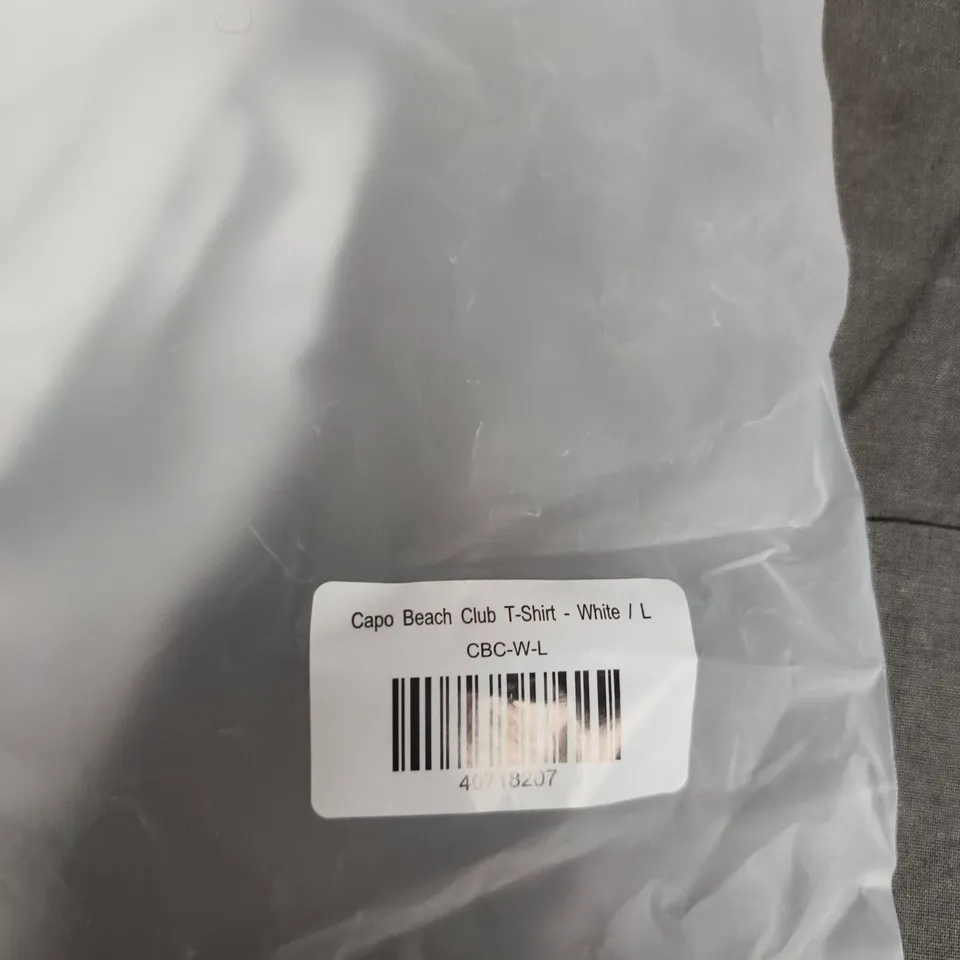 Capo Beach Club T-Shirt - White / L
CBC-W-L
40718207